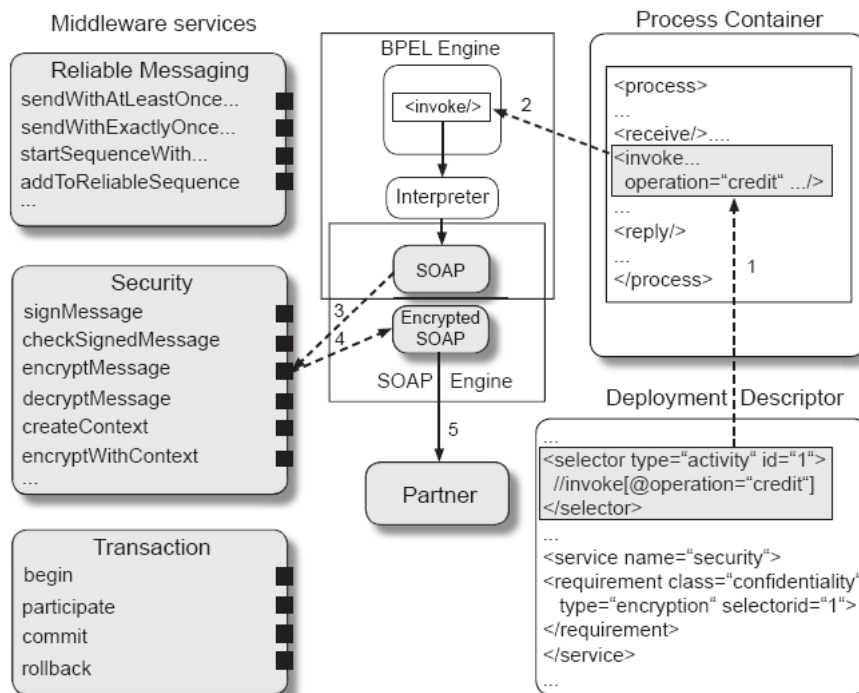 Middleware services
Reliable Messaging
sendWithAtLeastOnce...
sendWithExactlyOnce...
startSequenceWith...
addToReliableSequence
...
Security
signMessage
checkSignedMessage
encryptMessage
decryptMessage
createContext
encryptWithContext
...
Transaction
begin
participate
commit
rollback
BPEL Engine
<invoke/>
Interpreter
SOAP
Encrypted
SOAP
SOAP Engine
Partner
2
3
4
5
Process Container
<process>
...
<receive/>....
<invoke...
operation=“credit“ .../>
...
<reply/>
...
</process>
1
Deployment Descriptor
...
<selector type=“activity“ id=“1“>
//invoke[@operation=“credit“]
</selector>
...
<service name=“security“>
<requirement class=“confidentiality“
type=“encryption“ selectorid=“1“>
</requirement>
</service>
...